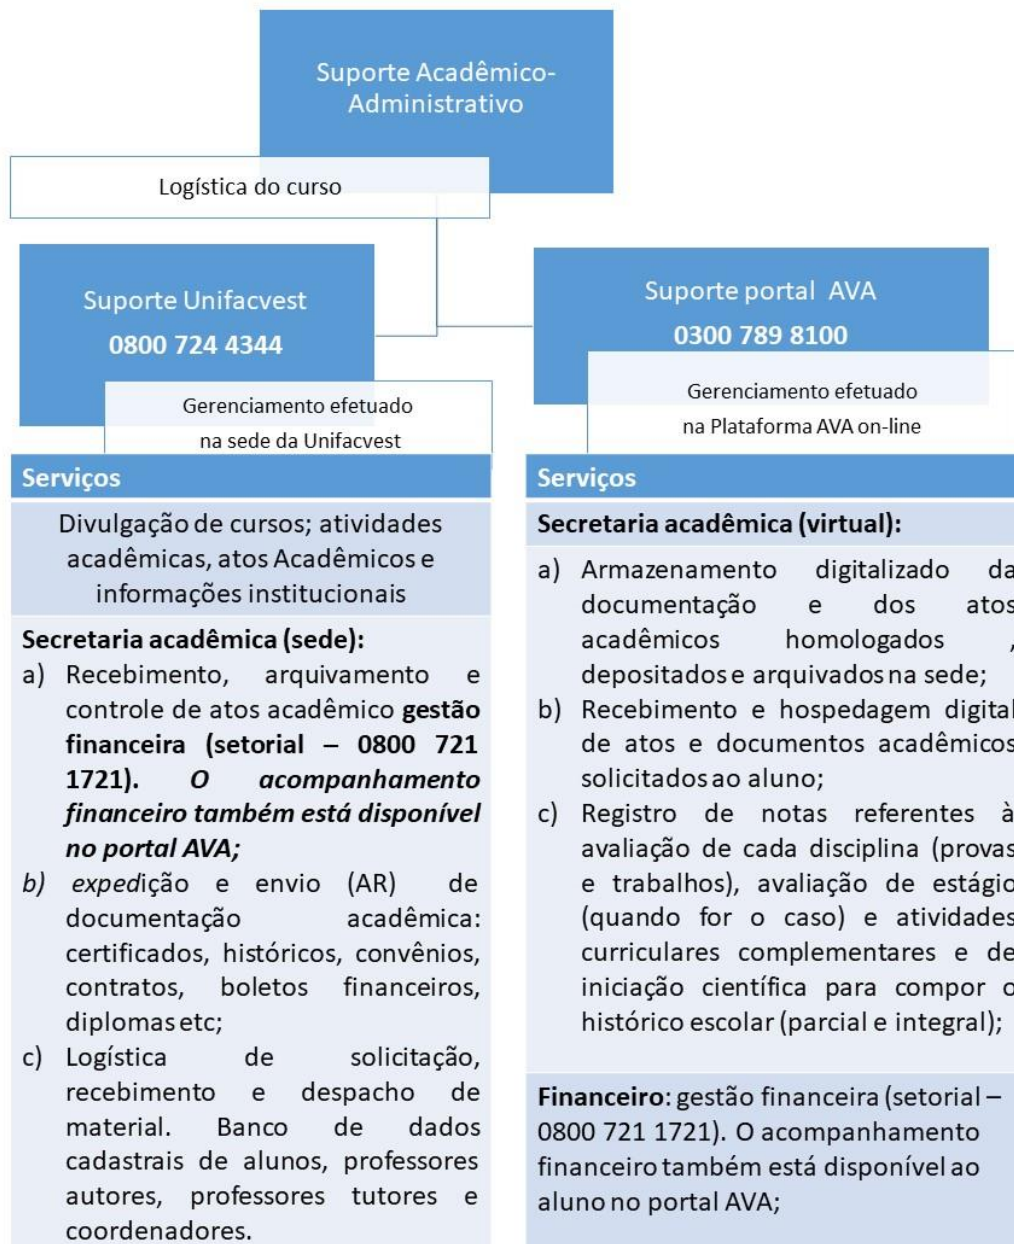 Suporte Acadêmico-
Administrativo
Logística do curso
Suporte Unifacvest
0800 724 4344
Gerenciamento efetuado
na sede da Unifacvest
Suporte portal AVA
0300 789 8100
Gerenciamento efetuado
na Plataforma AVA on-line
Serviços
Divulgação de cursos; atividades
acadêmicas, atos Acadêmicos e
informações institucionais
Secretaria acadêmica (sede):
a) Recebimento, arquivamento e
controle de atos acadêmico gestão
financeira (setorial – 0800 721
1721). O acompanhamento
financeiro também está disponível
no portal AVA;
b) expedição e envio (AR) de
documentação acadêmica:
certificados, históricos, convênios,
contratos, boletos financeiros,
diplomas etc;
c) Logística de solicitação,
recebimento e despacho de
material. Banco de dados
cadastrais de alunos, professores
autores, professores tutores e
coordenadores.
Serviços
Secretaria acadêmica (virtual):
a) Armazenamento digitalizado da
documentação e dos atos
acadêmicos homologados ,
depositados e arquivados na sede;
b) Recebimento e hospedagem digital
de atos e documentos acadêmicos
solicitados ao aluno;
c) Registro de notas referentes à
avaliação de cada disciplina (provas
e trabalhos), avaliação de estágio
(quando for o caso) e atividades
curriculares complementares e de
iniciação científica para compor o
histórico escolar (parcial e integral);
Financeiro: gestão financeira (setorial –
0800 721 1721). O acompanhamento
financeiro também está disponível ao
aluno no portal AVA;